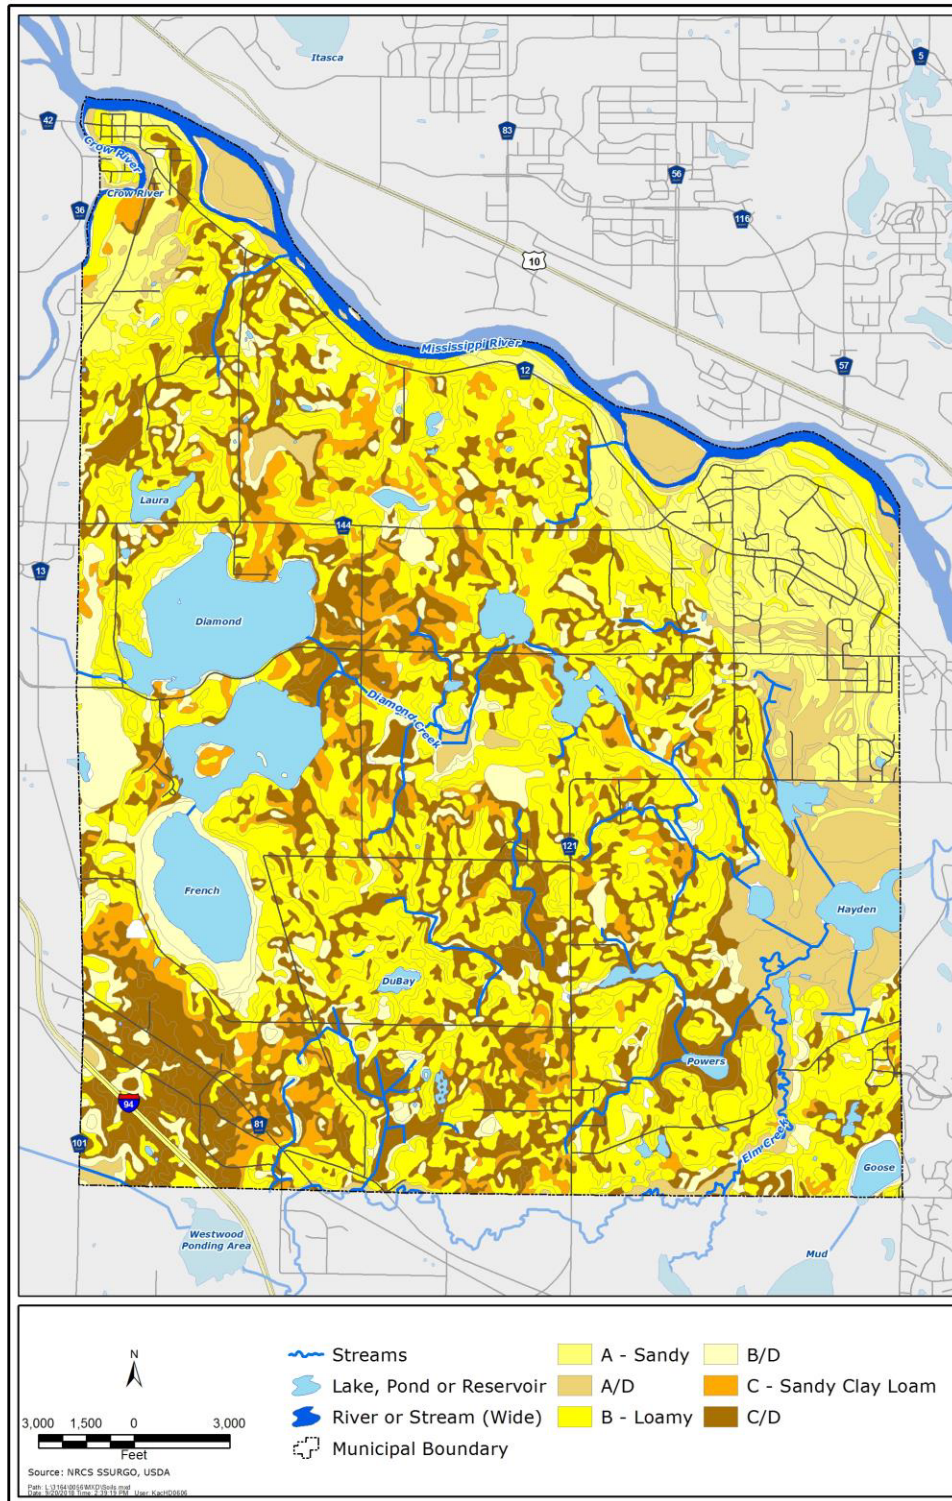 Itasca
5
42
83
Crow River
56
Crow River
36
116
10
Mississippi River
12
57
Laura
144
13
Diamond
Diamond Creek
121
French
Hayden
DuBay
Powers
94
81
101
Elm Creek
Goose
Westwood
Ponding Area
Mud
N
3,000 1,500 0 3,000
Feet
Source: NRCS SSURGO, USDA
Streams
Lake, Pond or Reservoir
River or Stream (Wide)
Municipal Boundary
A - Sandy
A/D
B - Loamy
B/D
C - Sandy Clay Loam
C/D